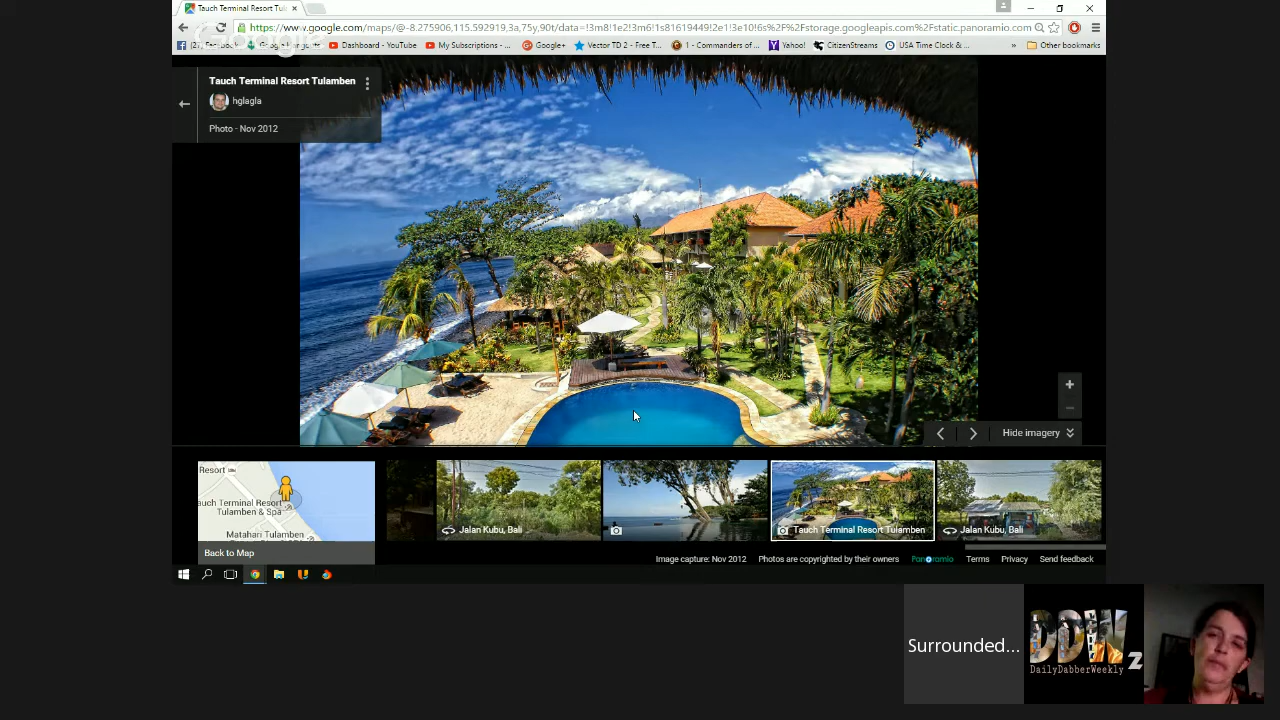 Tauch Terminal Resort Tul
https://www.google.com/maps/@-8.275906,115.592919,3a,75y,90t/data=!3m8!1e2!3m6!1s81619449!2e1!3e10!6s%2F%2Fstorage.googleapis.com%2Fstatic.panoramio.com
Google
Dashboard - YouTube
My Subscriptions - ...
Google+
Vector TD 2 - Free T...
1 - Commanders of ...
Yahoo!
CitizenStreams
USA Time Clock &...
»
Other bookmarks
Tauch Terminal Resort Tulamben
hglagla
Photo - Nov 2012
Hide imagery
Resort
auch Terminal Resort
Tulamben & Spa
Matahari Tulamben
Back to Map
Jalan Kubu, Bali
Tauch Terminal Resort Tulamben
Jalan Kubu, Bali
Image capture: Nov 2012 Photos are copyrighted by their owners Panoramio Terms Privacy Send feedback
Surrounded...
DDW
2
DailyDabberWeekly